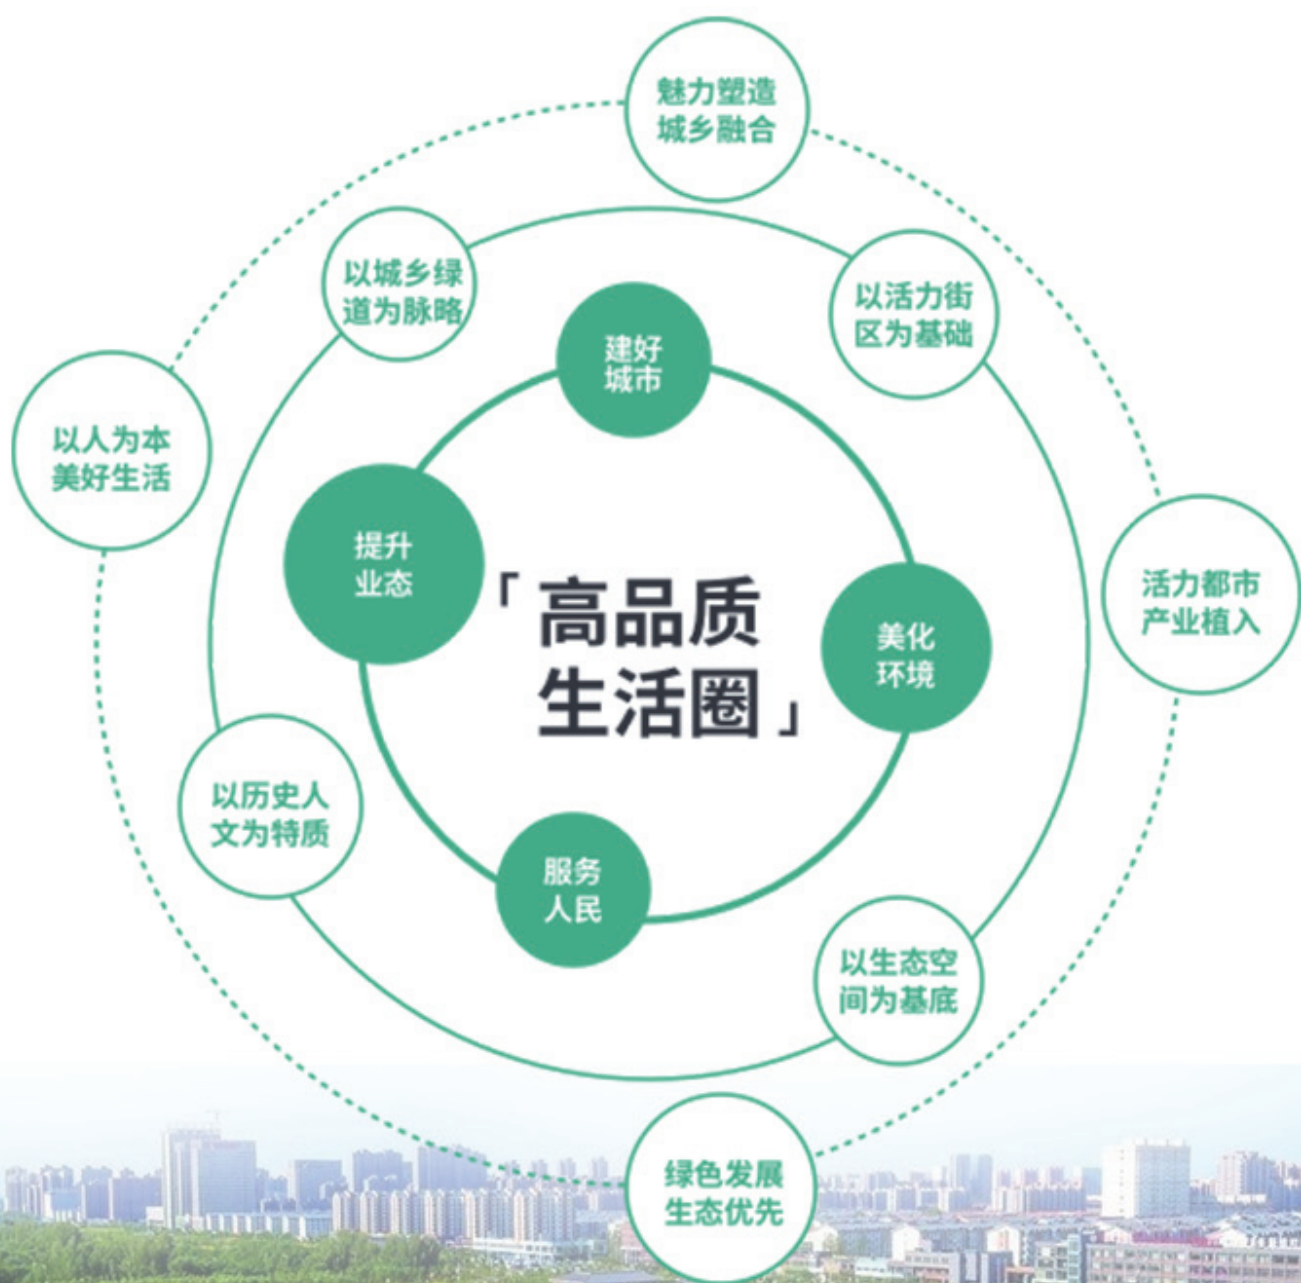 魅力塑造
城乡融合
以城乡绿
道为脉略
以活力街
区为基础
建好
城市
以人为本
美好生活
提升
业态
「高品质
生活圈」
活力都市
产业植入
美化
环境
以历史人
文为特质
服务
人民
以生态空
间为基底
绿色发展
生态优先